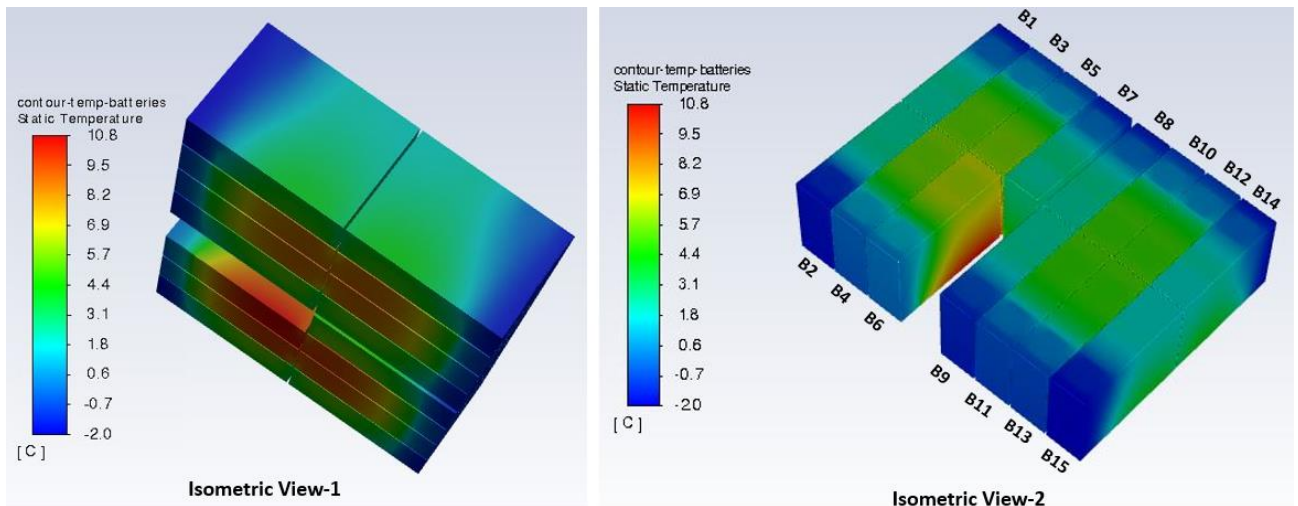 contour-temp-batteries
Static Temperature
10.8
9.5
8.2
6.9
5.7
4.4
3.1
1.8
0.6
-0.7
-2.0
[ C ]
Isometric View-1
contour-temp-batteries
Static Temperature
10.8
9.5
8.2
6.9
5.7
4.4
3.1
1.8
0.6
-0.7
-2.0
[ C ]
B1
B3
B5
B7
B8
B10
B12
B14
B2
B4
B6
B9
B11
B13
B15
Isometric View-2